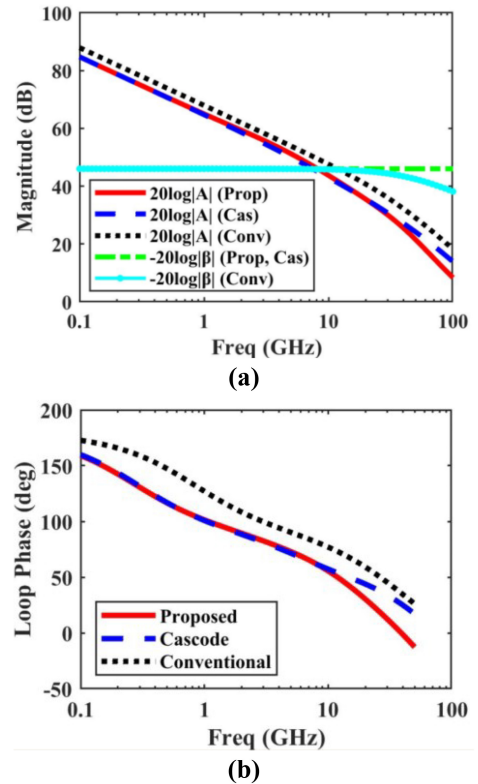 100
80
60
40
20
0
Magnitude (dB)
20log|A| (Prop)
20log|A| (Cas)
20log|A| (Conv)
-20log|β| (Prop, Cas)
-20log|β| (Conv)
0.1 1 10 100
Freq (GHz)
(a)
200
150
100
50
0
-50
Loop Phase (deg)
Proposed
Cascode
Conventional
0.1 1 10 100
Freq (GHz)
(b)